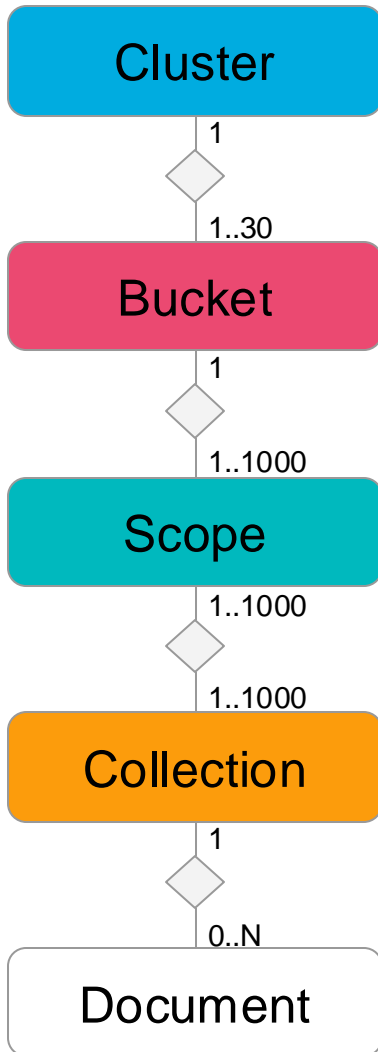 Cluster
1
1..30
Bucket
1
1..1000
Scope
1..1000
1..1000
Collection
1
0..N
Document